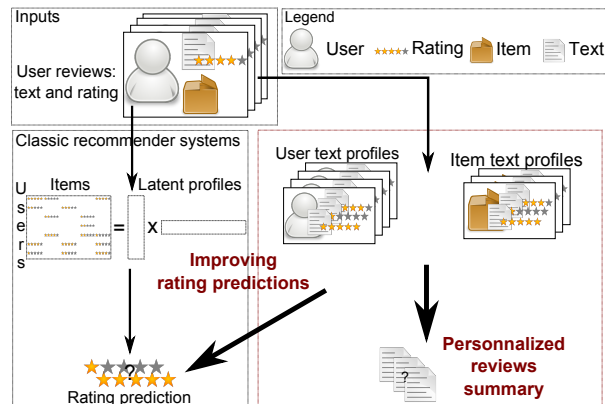 Inputs
User reviews:
text and rating
Legend
User
Rating
Item
Text
Classic recommender systems
Items
Users
=
x
Latent profiles
?
Rating prediction
User text profiles
Item text profiles
Improving
rating predictions
?
Personnalized
reviews
summary